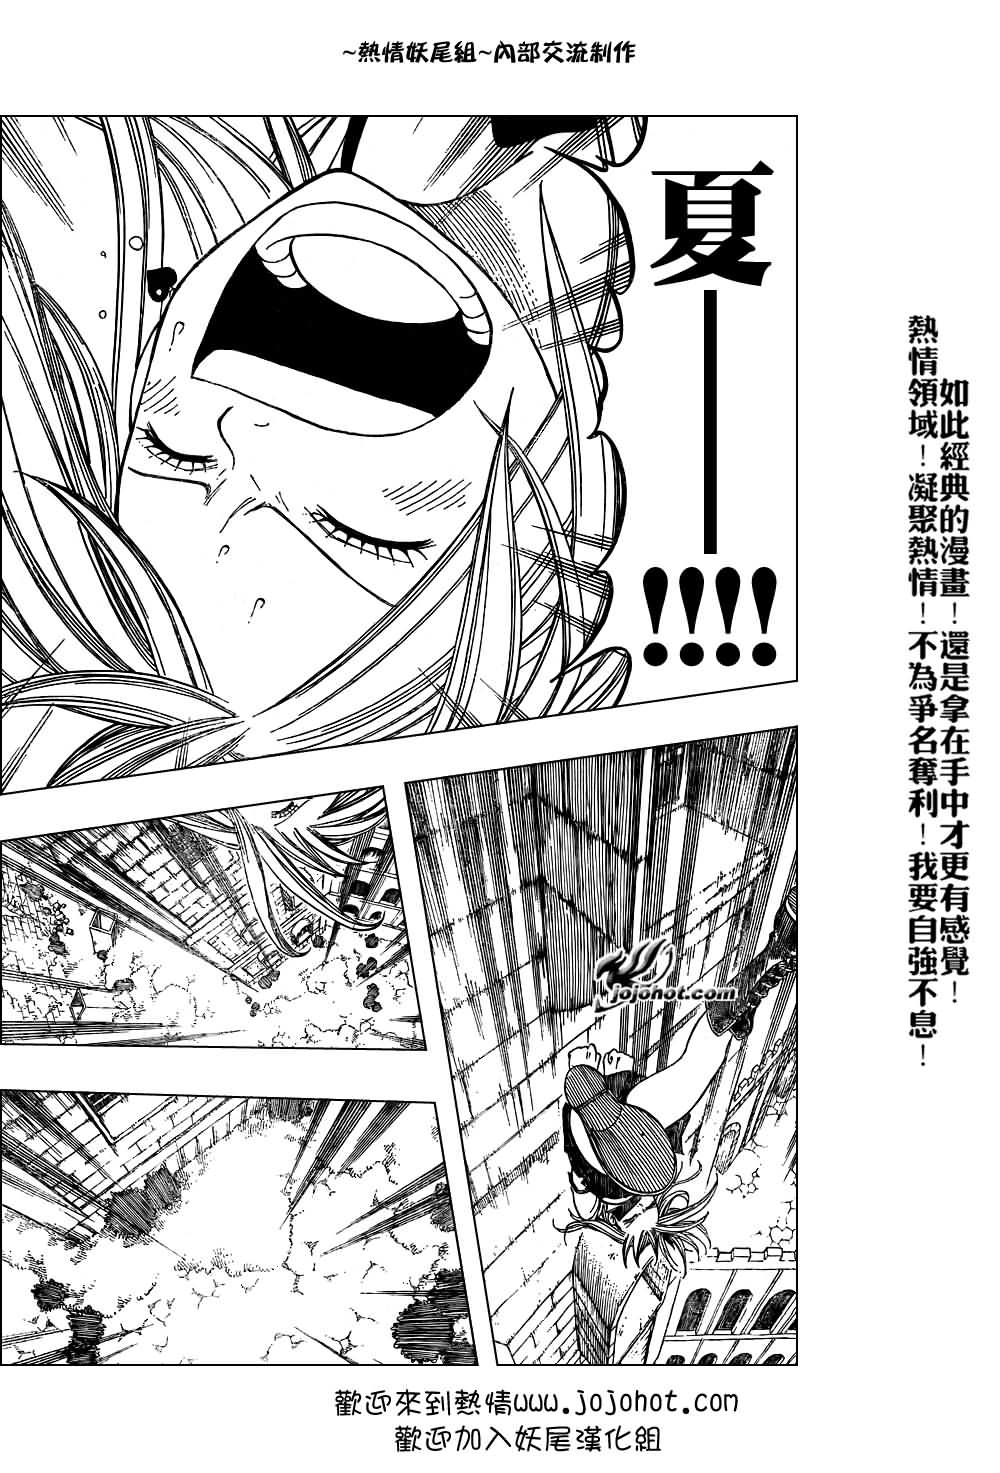 ~熱情妖尾組~內部交流制作
夏——!!!!
如此經典的漫畫！還是拿在手中才更有感覺！
熱情領域！凝聚熱情！不為爭名奪利！我要自強不息！
jojohot.com
歡迎來到熱情www.jojohot.com
歡迎加入妖尾漢化組